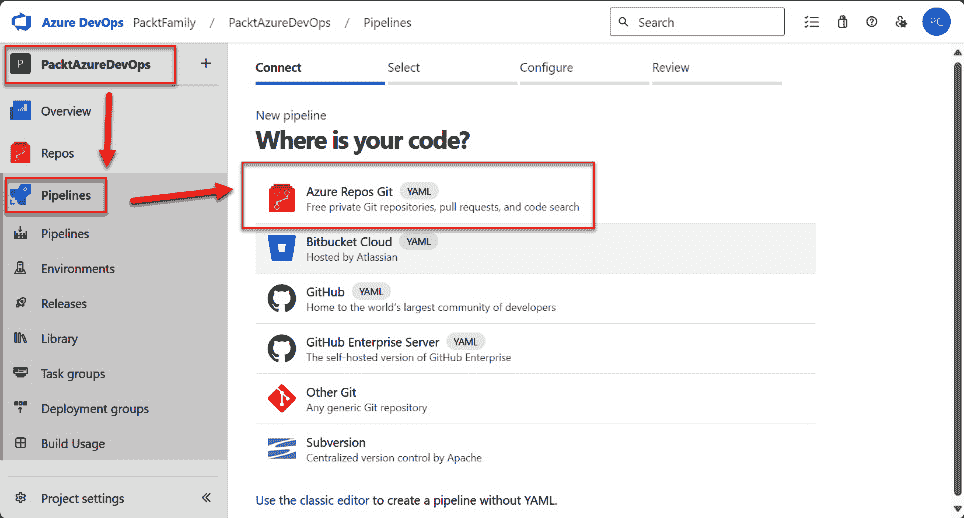 Azure DevOps PacktFamily / PacktAzureDevOps / Pipelines Search PC
P PacktAzureDevOps +
Overview
Repos
Pipelines
Pipelines
Environments
Releases
Library
Task groups
Deployment groups
Build Usage
Project settings
Connect Select Configure Review
New pipeline
Where is your code?
Azure Repos Git YAML
Free private Git repositories, pull requests, and code search
Bitbucket Cloud YAML
Hosted by Atlassian
GitHub YAML
Home to the world's largest community of developers
GitHub Enterprise Server YAML
The self-hosted version of GitHub Enterprise
Other Git
Any generic Git repository
Subversion
Centralized version control by Apache
Use the classic editor to create a pipeline without YAML.